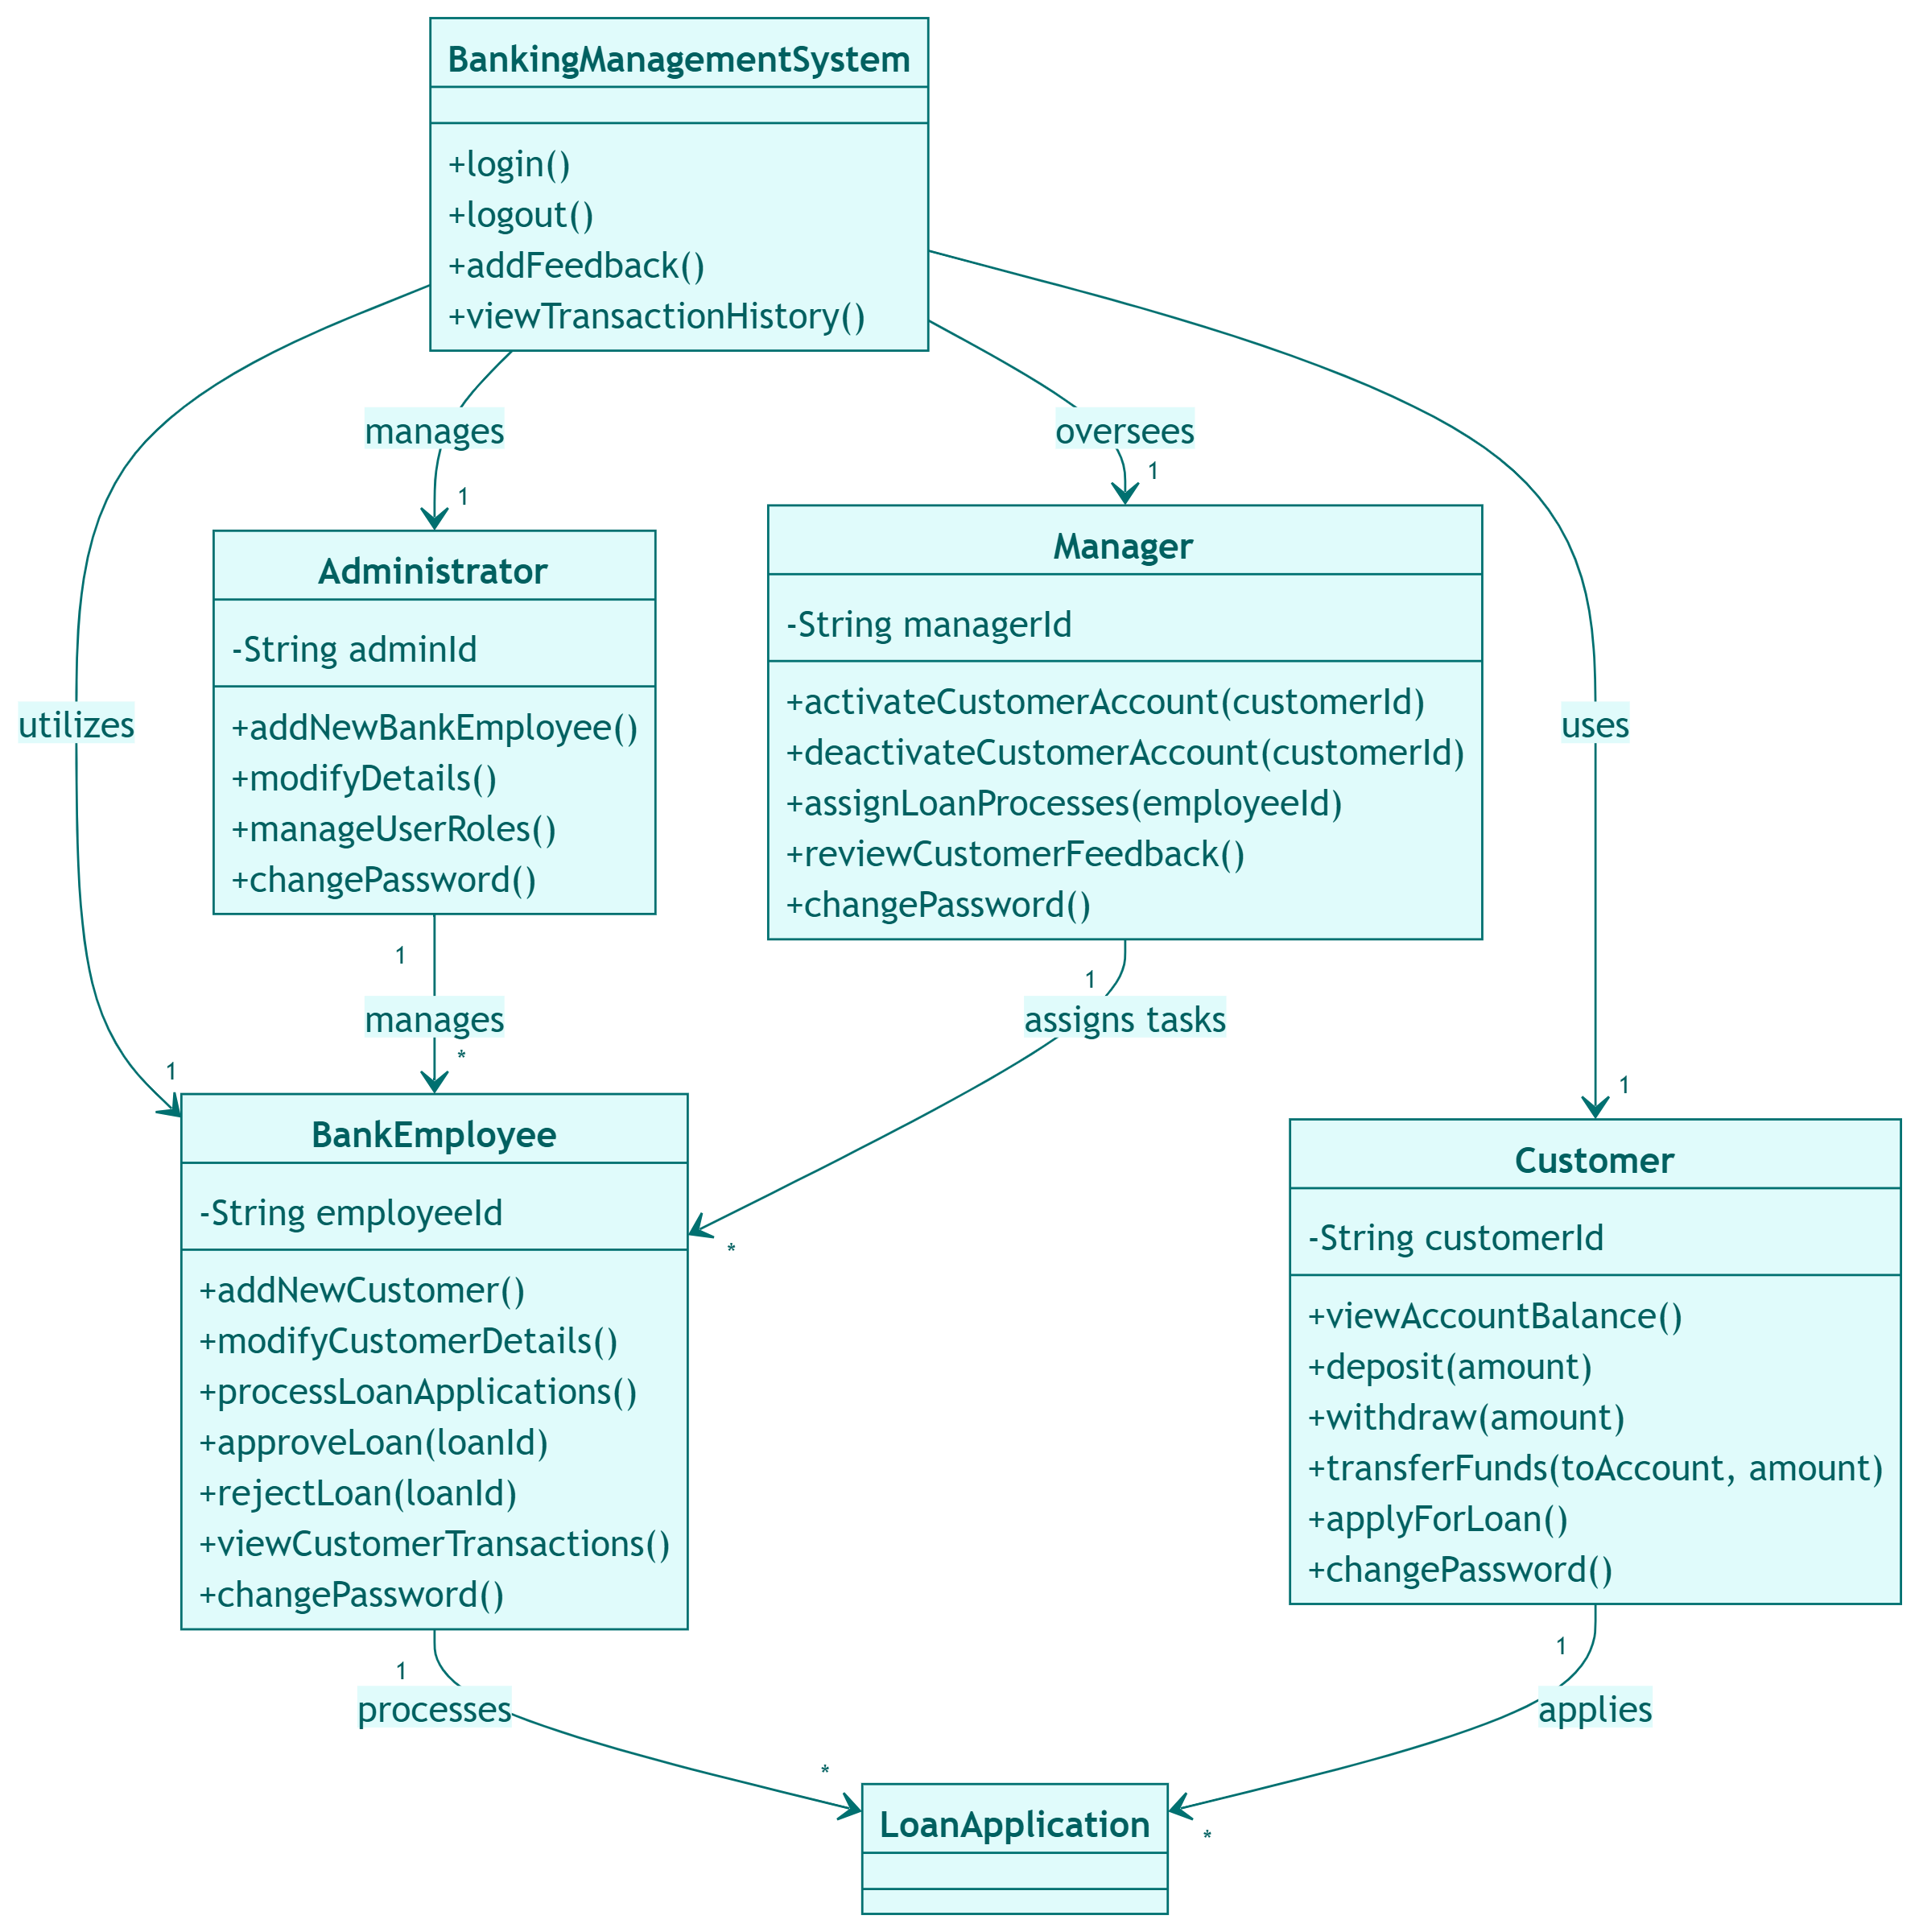 BankingManagementSystem
+login()
+logout()
+addFeedback()
+viewTransactionHistory()
manages
oversees
1
1
Administrator
-String adminId
+addNewBankEmployee()
+modifyDetails()
+manageUserRoles()
+changePassword()
Manager
-String managerId
+activateCustomerAccount(customerId)
+deactivateCustomerAccount(customerId)
+assignLoanProcesses(employeeId)
+reviewCustomerFeedback()
+changePassword()
utilizes
uses
1
1
manages
assigns tasks
*
1
1
BankEmployee
-String employeeId
+addNewCustomer()
+modifyCustomerDetails()
+processLoanApplications()
+approveLoan(loanId)
+rejectLoan(loanId)
+viewCustomerTransactions()
+changePassword()
*
Customer
-String customerId
+viewAccountBalance()
+deposit(amount)
+withdraw(amount)
+transferFunds(toAccount, amount)
+applyForLoan()
+changePassword()
1
1
processes
applies
*
*
LoanApplication